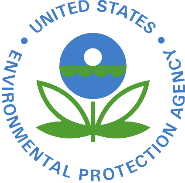 UNITED STATES
ENVIRONMENTAL PROTECTION AGENCY